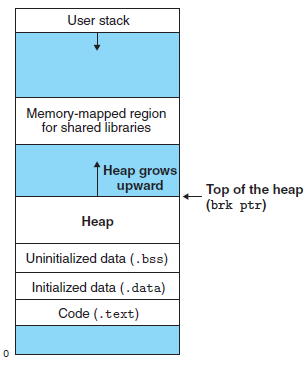 User stack
Memory-mapped region
for shared libraries
Heap grows
upward
Top of the heap
(brk ptr)
Heap
Uninitialized data (.bss)
Initialized data (.data)
Code (.text)
0